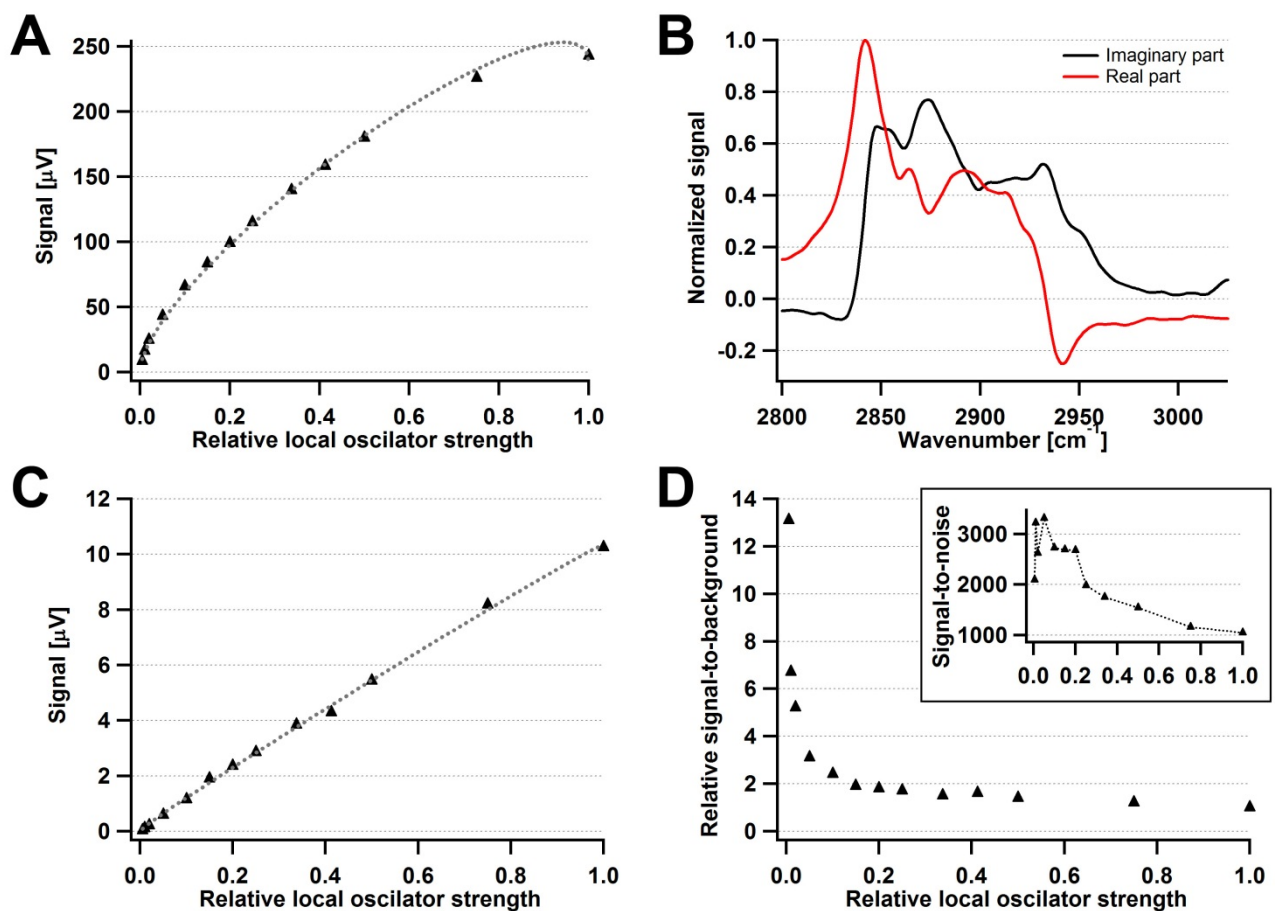 A
Signal [μV]
250
200
150
100
50
0
0.0 0.2 0.4 0.6 0.8 1.0
Relative local oscilator strength
B
Normalized signal
1.0
0.8
0.6
0.4
0.2
0.0
-0.2
Imaginary part
Real part
2800 2850 2900 2950 3000
Wavenumber [cm⁻¹]
C
Signal [μV]
12
10
8
6
4
2
0
0.0 0.2 0.4 0.6 0.8 1.0
Relative local oscilator strength
D
Relative signal-to-background
14
12
10
8
6
4
2
0
0.0 0.2 0.4 0.6 0.8 1.0
Relative local oscilator strength
Signal-to-noise
3000
2000
1000
0.0 0.2 0.4 0.6 0.8 1.0